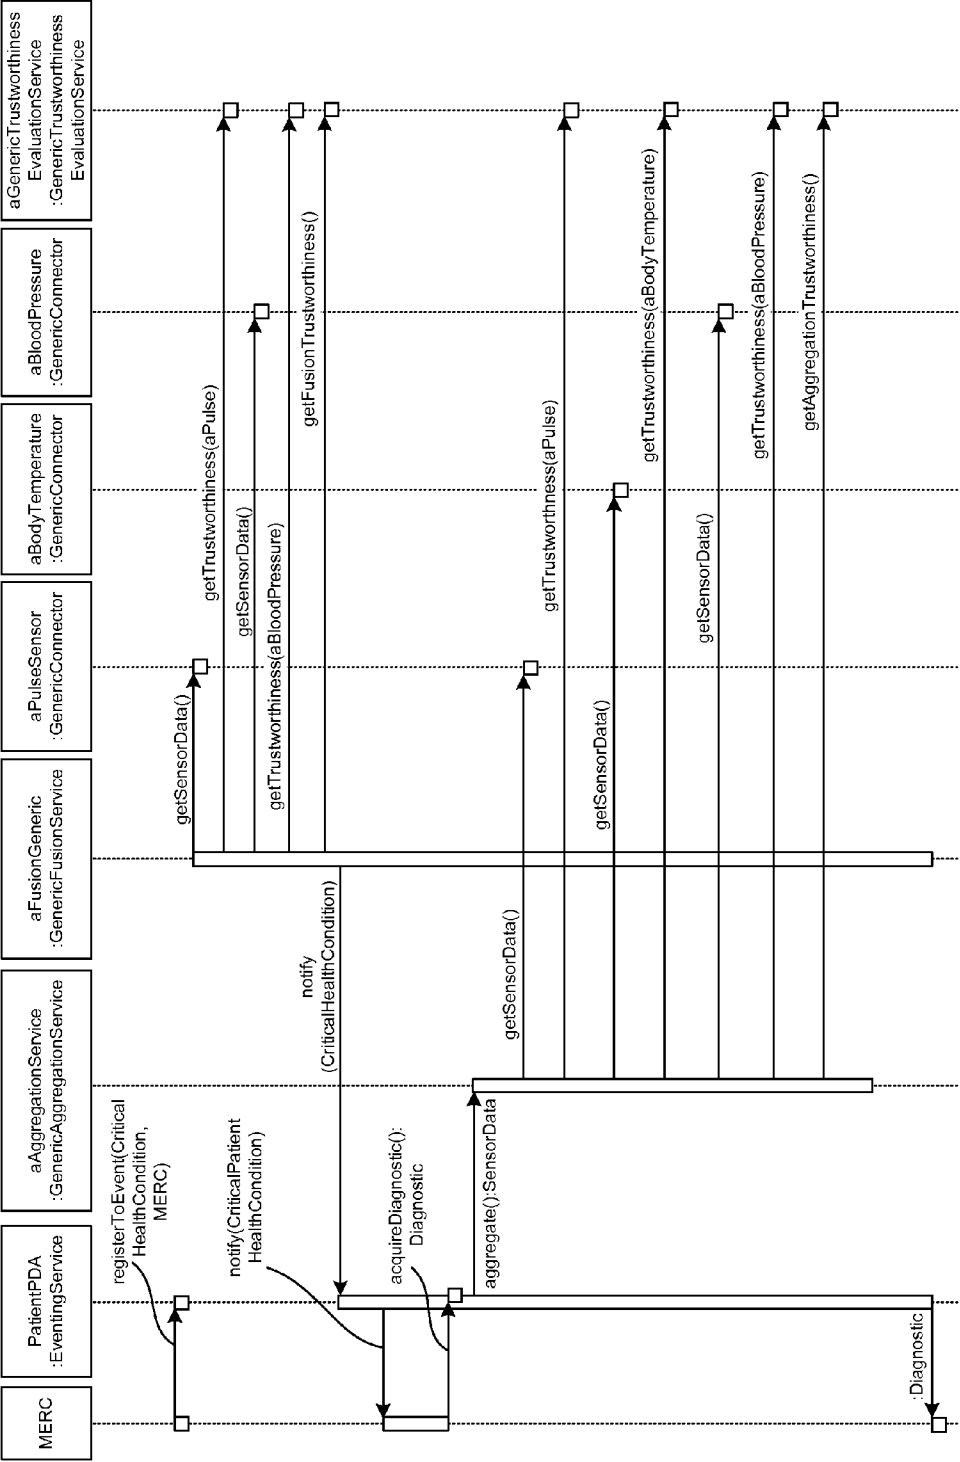 MERC
PatientPDA
:EventingService
aAggregationService
:GenericAggregationService
aFusionGeneric
:GenericFusionService
aPulseSensor
:GenericConnector
aBodyTemperature
:GenericConnector
aBloodPressure
:GenericConnector
aGenericTrustworthiness
EvaluationService
:GenericTrustworthiness
EvaluationService
registerToEvent(Critical
HealthCondition,
MERC)
getSensorData()
getTrustworthiness(aPulse)
getSensorData()
getTrustworthiness(aBloodPressure)
getFusionTrustworthiness()
notify
(CriticalHealthCondition)
notify(CriticalPatient
HealthCondition)
acquireDiagnostic():
Diagnostic
aggregate():SensorData
getSensorData()
getTrustworthiness(aPulse)
getSensorData()
getTrustworthiness(aBodyTemperature)
getSensorData()
getTrustworthiness(aBloodPressure)
getAggregationTrustworthiness()
:Diagnostic